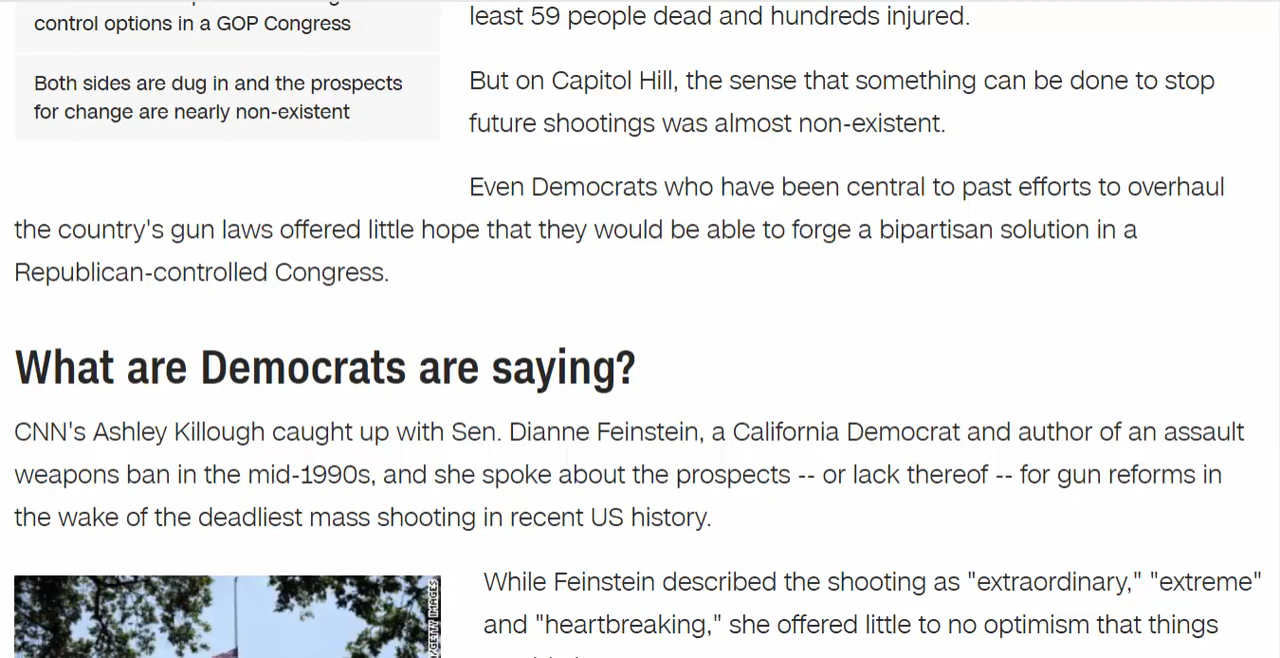 control options in a GOP Congress
Both sides are dug in and the prospects
for change are nearly non-existent
least 59 people dead and hundreds injured.
But on Capitol Hill, the sense that something can be done to stop
future shootings was almost non-existent.
Even Democrats who have been central to past efforts to overhaul
the country's gun laws offered little hope that they would be able to forge a bipartisan solution in a
Republican-controlled Congress.
What are Democrats are saying?
CNN's Ashley Killough caught up with Sen. Dianne Feinstein, a California Democrat and author of an assault
weapons ban in the mid-1990s, and she spoke about the prospects -- or lack thereof -- for gun reforms in
the wake of the deadliest mass shooting in recent US history.
While Feinstein described the shooting as "extraordinary," "extreme"
and "heartbreaking," she offered little to no optimism that things
/GETTY IMAGES